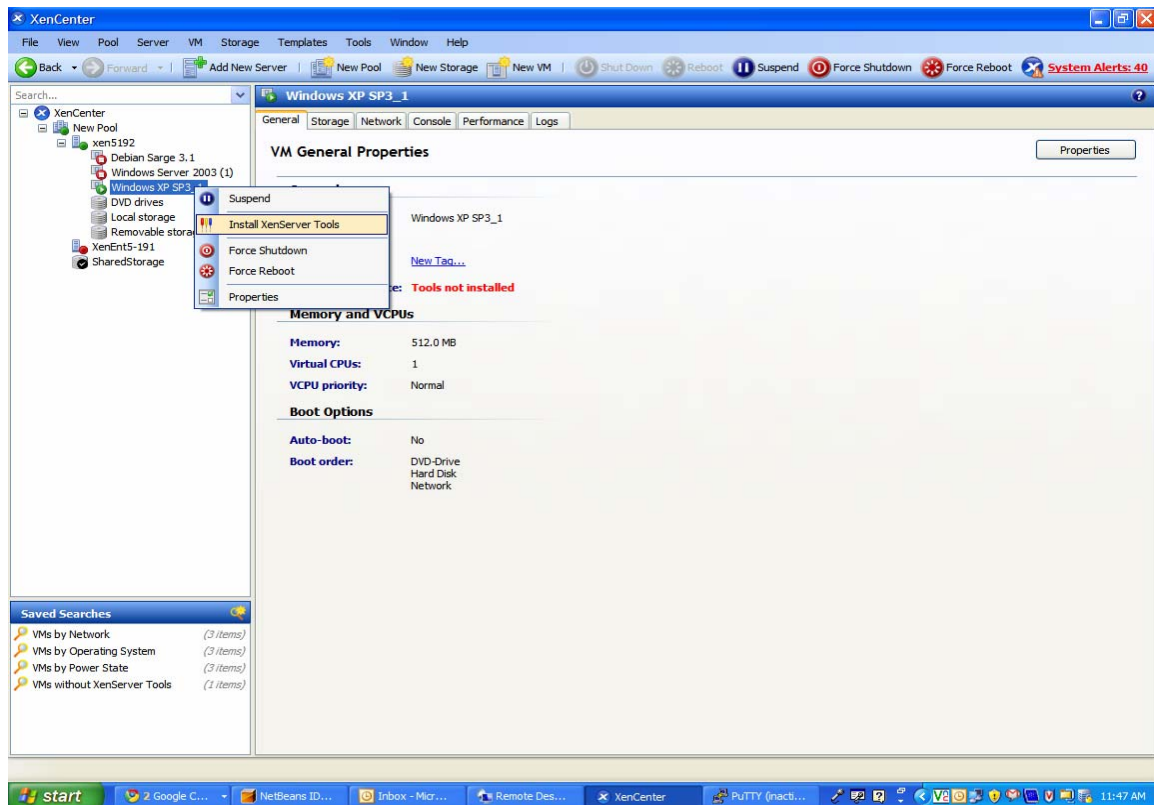 XenCenter
File View Pool Server VM Storage Templates Tools Window Help
Back Forward Add New Server New Pool New Storage New VM Shut Down Reboot Suspend Force Shutdown Force Reboot System Alerts: 40
Search...
XenCenter
New Pool
xen5192
Debian Sarge 3.1
Windows Server 2003 (1)
Windows XP SP3_1
DVD drives
Local storage
Removable
XenEnt5-191
SharedStorage
Suspend
Install XenServer Tools
Force Shutdown
Force Reboot
Properties
Windows XP SP3_1
General Storage Network Console Performance Logs
VM General Properties
Properties
Windows XP SP3_1
New Tag...
Tools not installed
Memory and VCPUs
Memory: 512.0 MB
Virtual CPUs: 1
VCPU priority: Normal
Boot Options
Auto-boot: No
Boot order: DVD-Drive
Hard Disk
Network
Saved Searches
VMs by Network (3 items)
VMs by Operating System (3 items)
VMs by Power State (3 items)
VMs without XenServer Tools (1 items)
start 2 Google C... NetBeans ID... Inbox - Micr... Remote Des... XenCenter PuTTY (inacti... 11:47 AM